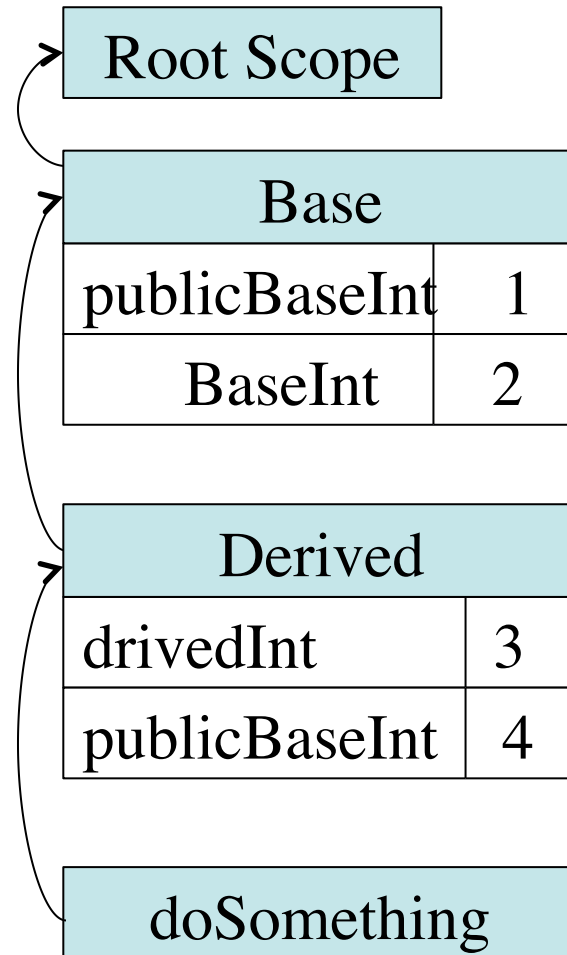 Root Scope
Base
publicBaseInt 1
BaseInt 2
Derived
drivedInt 3
publicBaseInt 4
doSomething